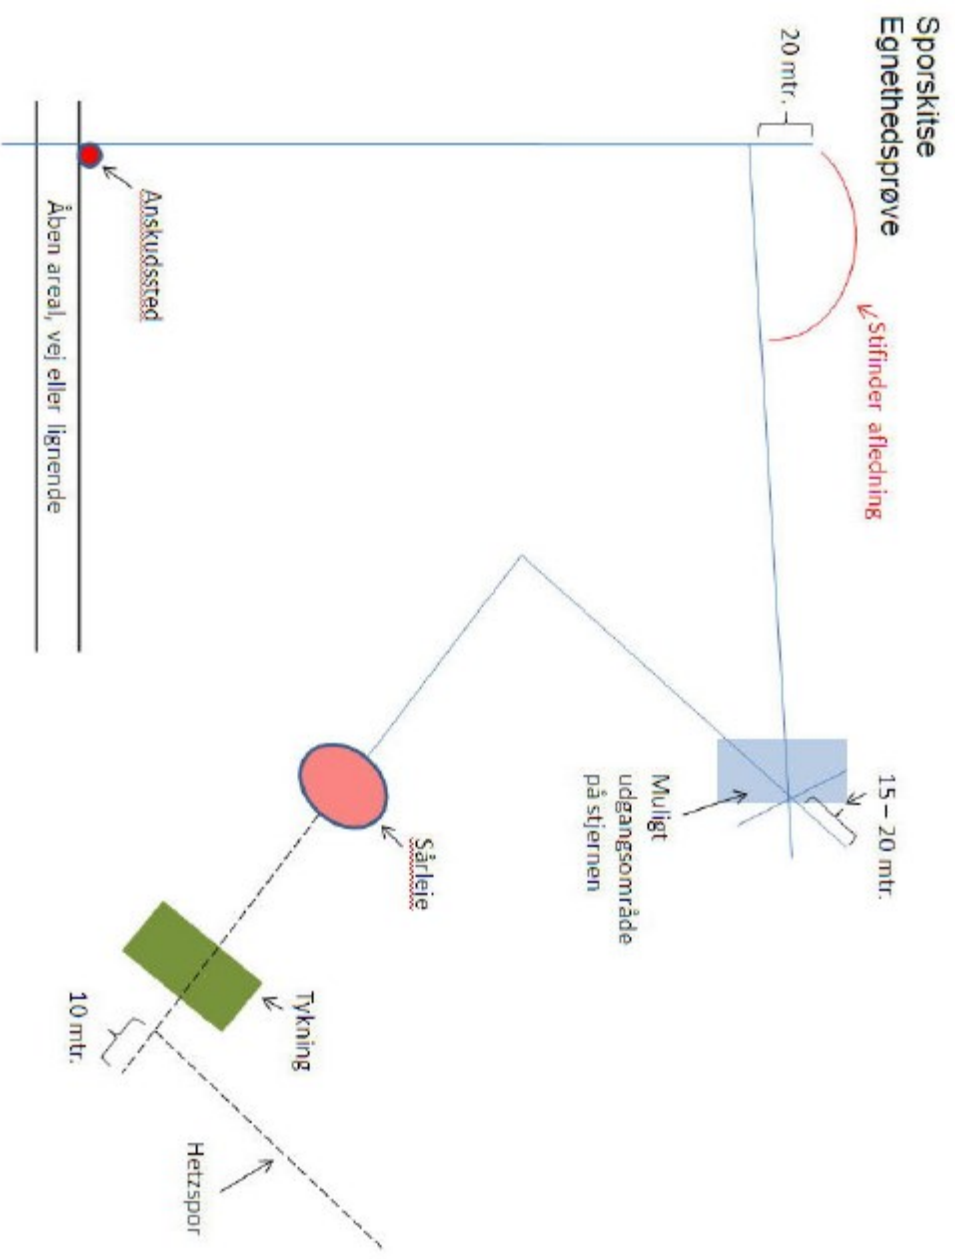 Sporskitse
Egnethedsprøve
20 mtr.
Stifinder afledning
15 – 20 mtr.
Muligt
udgangsområde
på stjernen
Anskudssted
Åben areal, vej eller lignende
Sårleje
Tykning
10 mtr.
Hetzspor